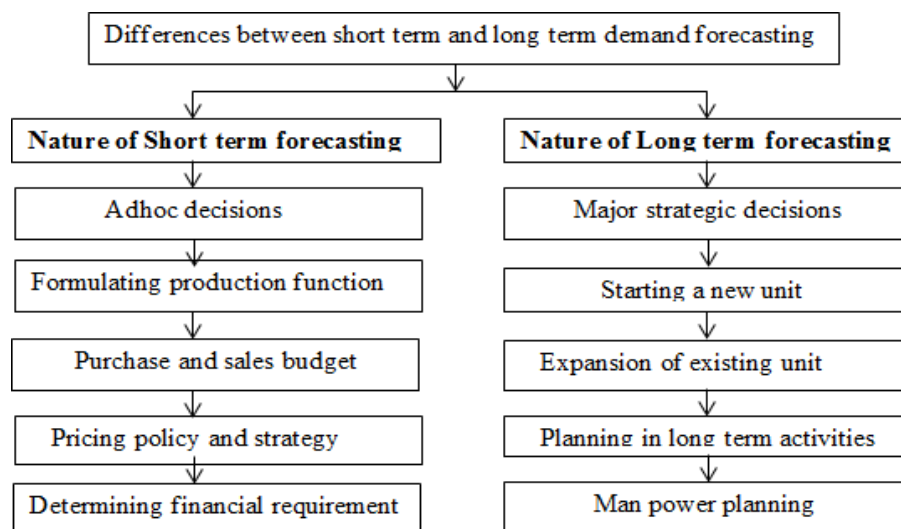 Differences between short term and long term demand forecasting
Nature of Short term forecasting
Nature of Long term forecasting
Adhoc decisions
Major strategic decisions
Formulating production function
Starting a new unit
Purchase and sales budget
Expansion of existing unit
Pricing policy and strategy
Planning in long term activities
Determining financial requirement
Man power planning